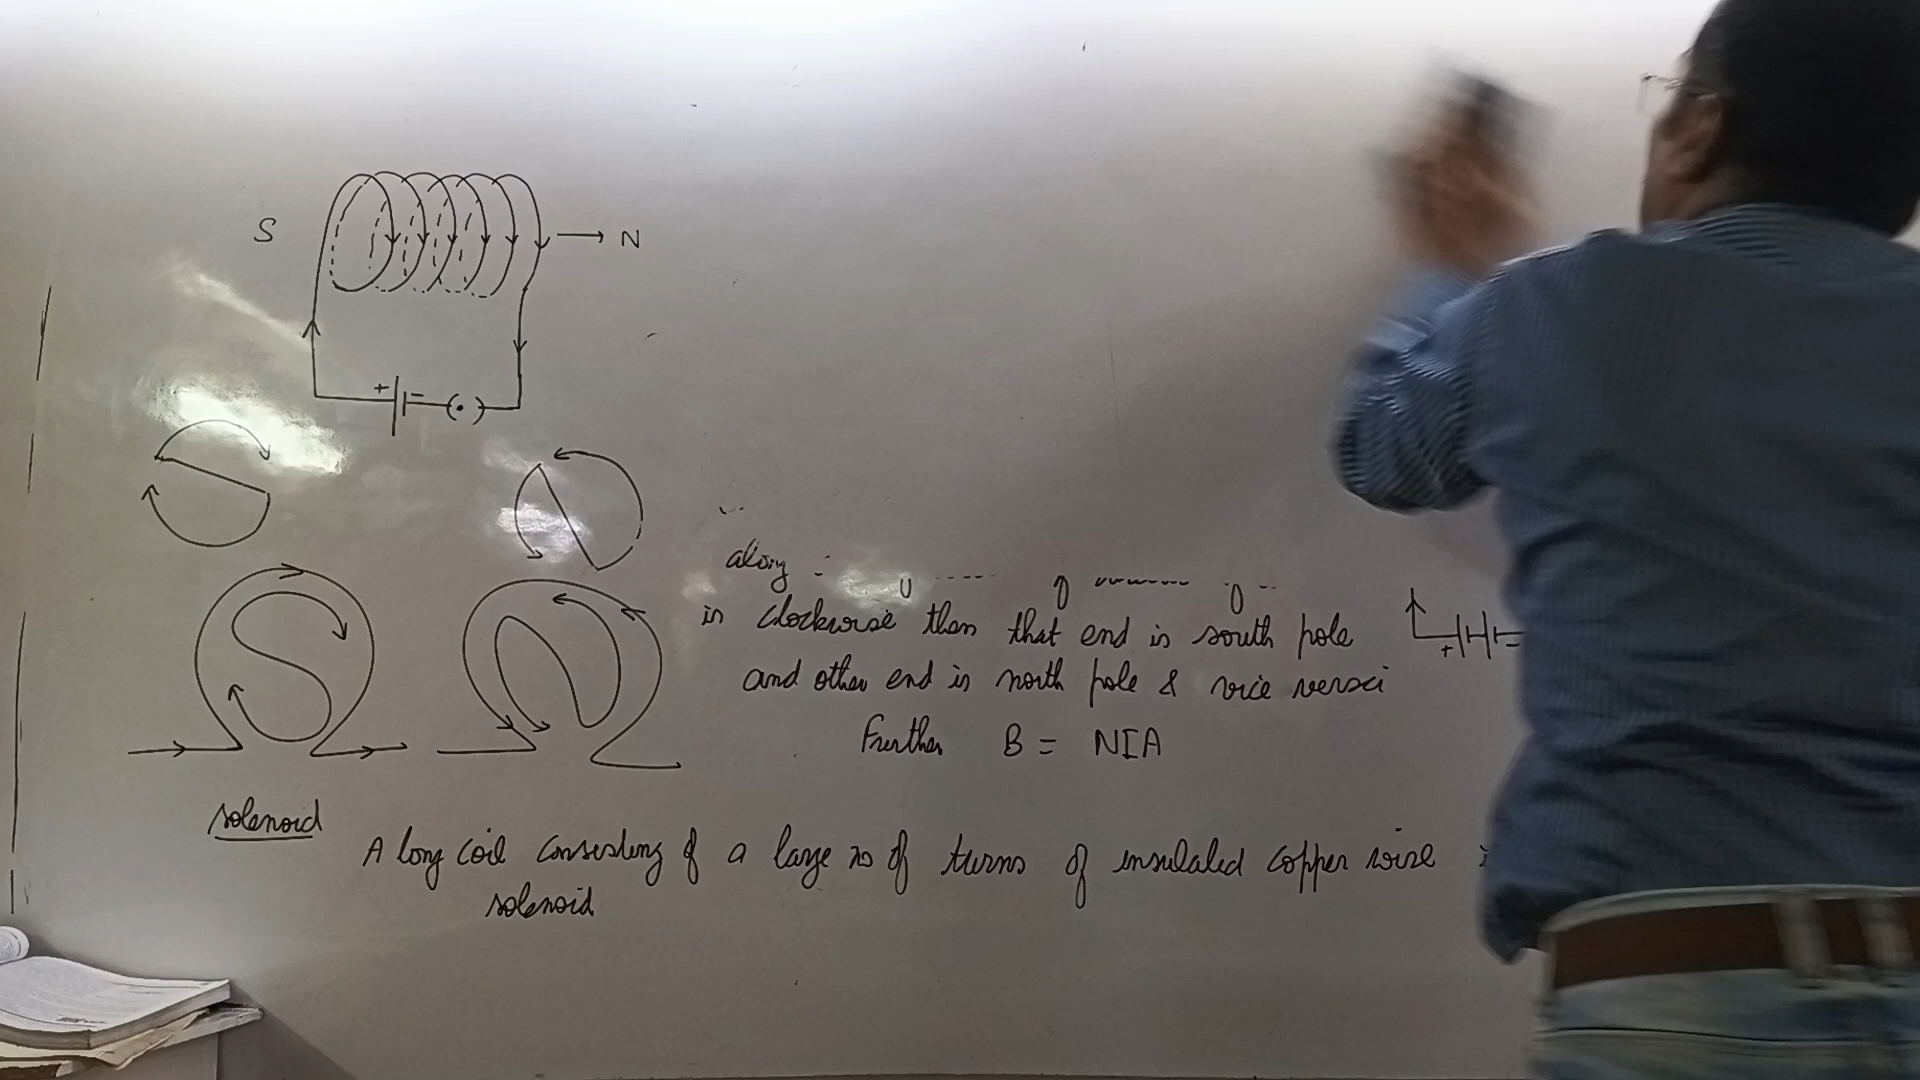 S
N
+ -
along
is clockwise then that end is south pole
and other end is north pole & vice versa
Further B = NIA
+ -
solenoid
A long coil consisting of a large no of turns of insulated copper wire
solenoid